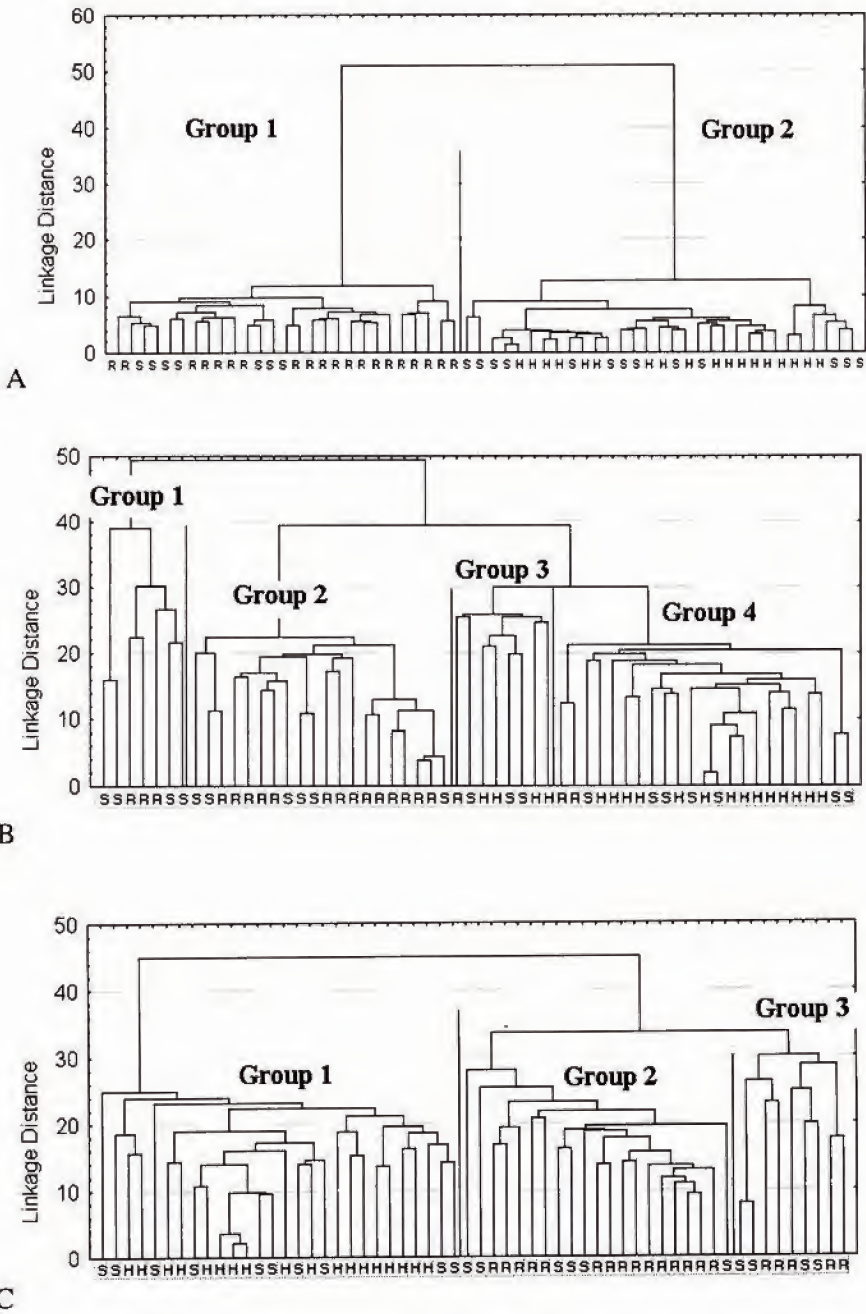 60
50
40
30
20
10
0
Linkage Distance
Group 1
Group 2
R R S S S S R R R R R S S S R R R R R R R R R R R R R S S S S H H H H S H H S S S H H S H S H H H H H H H H H S S S
A
50
40
30
20
10
0
Linkage Distance
Group 1
Group 2
Group 3
Group 4
S S R R R S S S S R R R R R S S S R R R R R R R R R S R S H H S S H H R R S H H H H S S H S H S H H H H H H H H S S
B
50
40
30
20
10
0
Linkage Distance
Group 1
Group 2
Group 3
S S H H S H H S H H H H S S H S H S H H H H H H H H S S S S R R R R R S S S R R R R R R R R R R S S S R R R S S R R
C